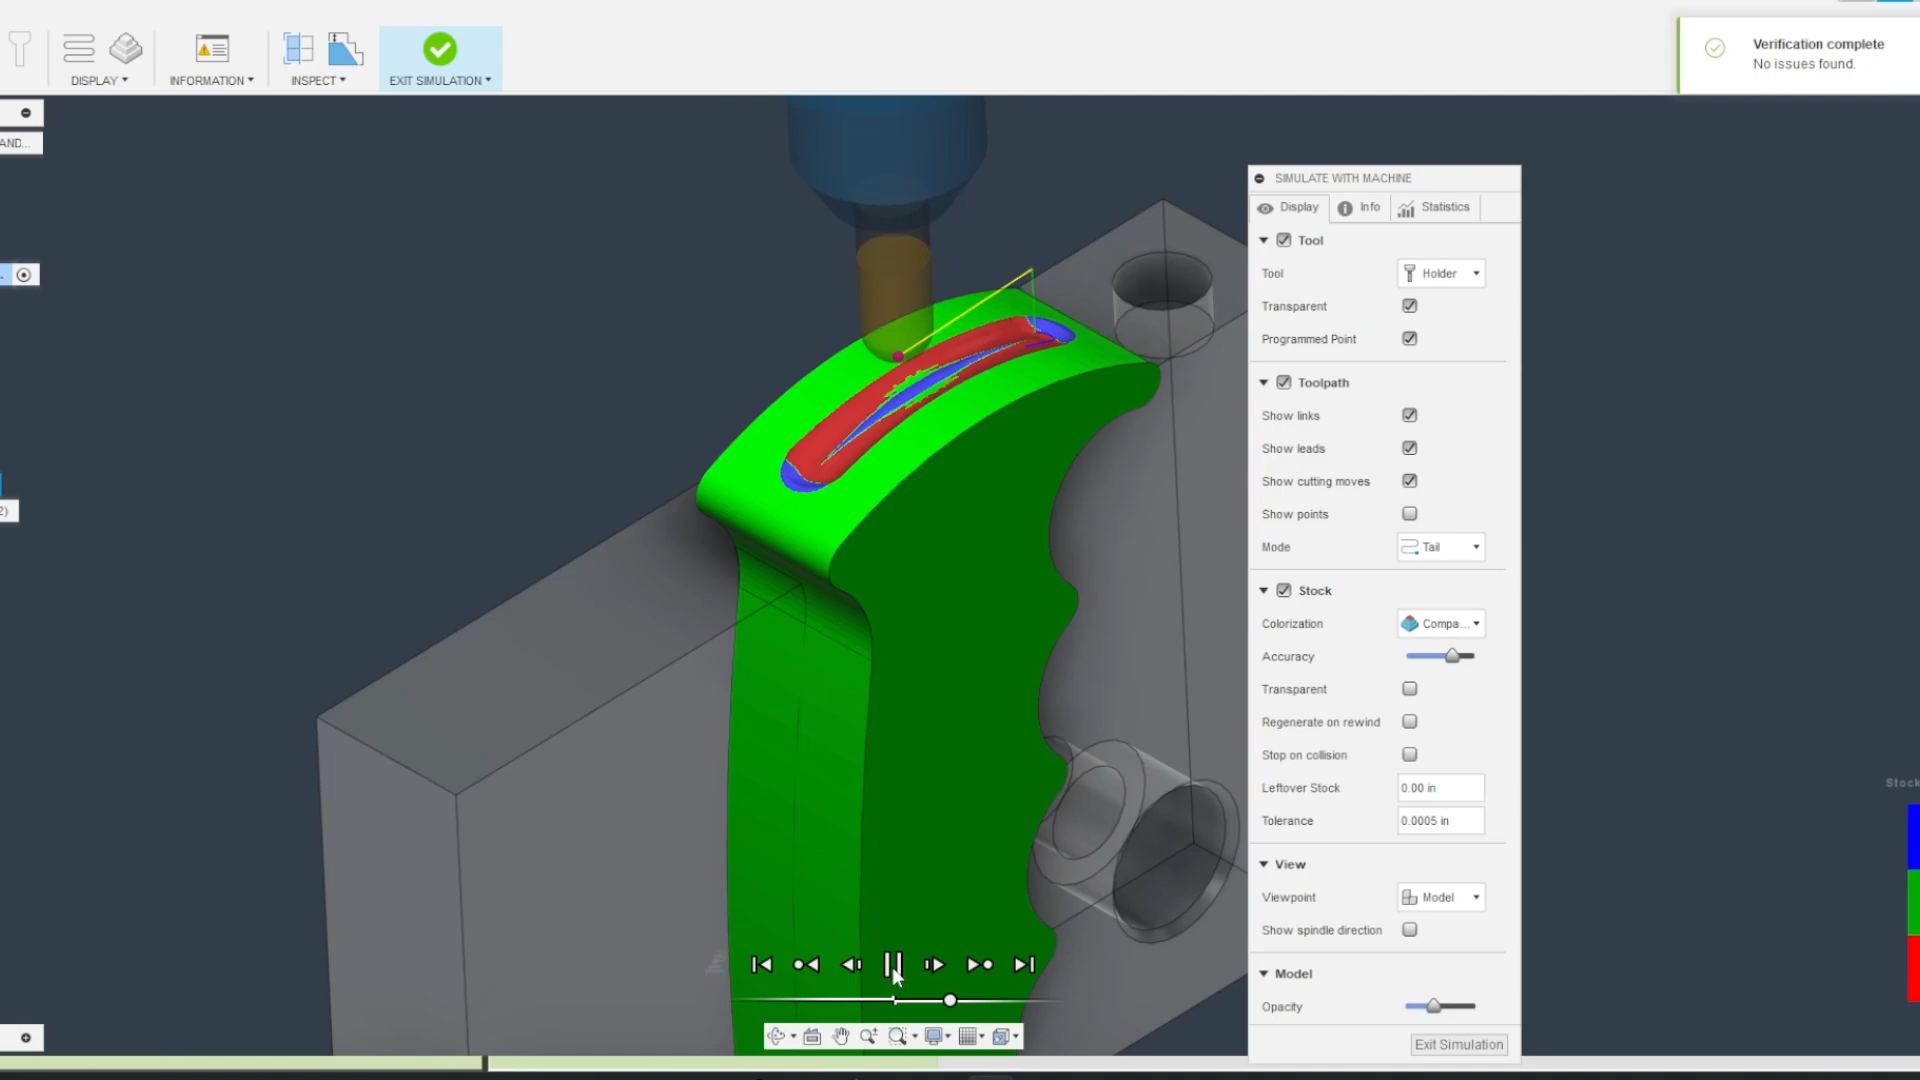 DISPLAY
INFORMATION
INSPECT
EXIT SIMULATION
Verification complete
No issues found.
AND...
2)
SIMULATE WITH MACHINE
Display
Info
Statistics
Tool
Tool
Holder
Transparent
Programmed Point
Toolpath
Show links
Show leads
Show cutting moves
Show points
Mode
Tail
Stock
Colorization
Compa...
Accuracy
Transparent
Regenerate on rewind
Stop on collision
Leftover Stock
0.00 in
Tolerance
0.0005 in
View
Viewpoint
Model
Show spindle direction
Model
Opacity
Exit Simulation
Stock